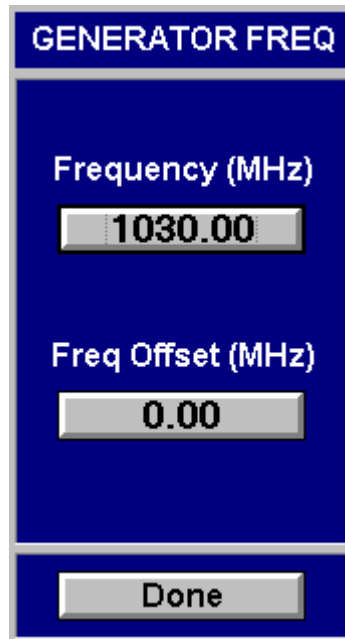 GENERATOR FREQ
Frequency (MHz)
1030.00
Freq Offset (MHz)
0.00
Done